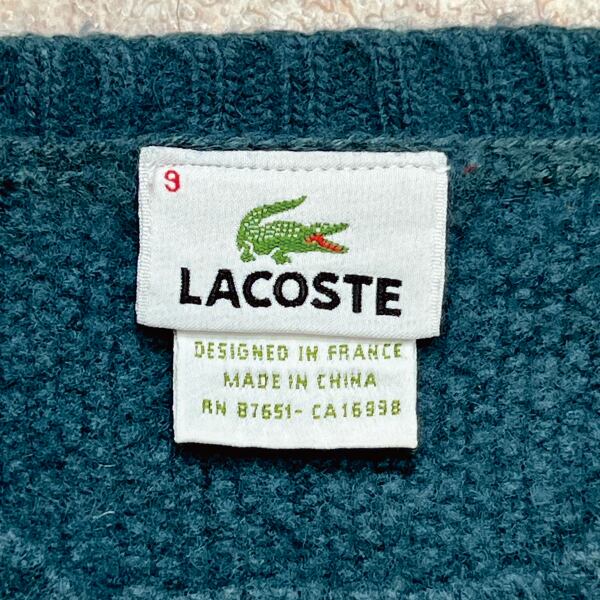 9
LACOSTE
DESIGNED IN FRANCE
MADE IN CHINA
RN 87651- CA16998